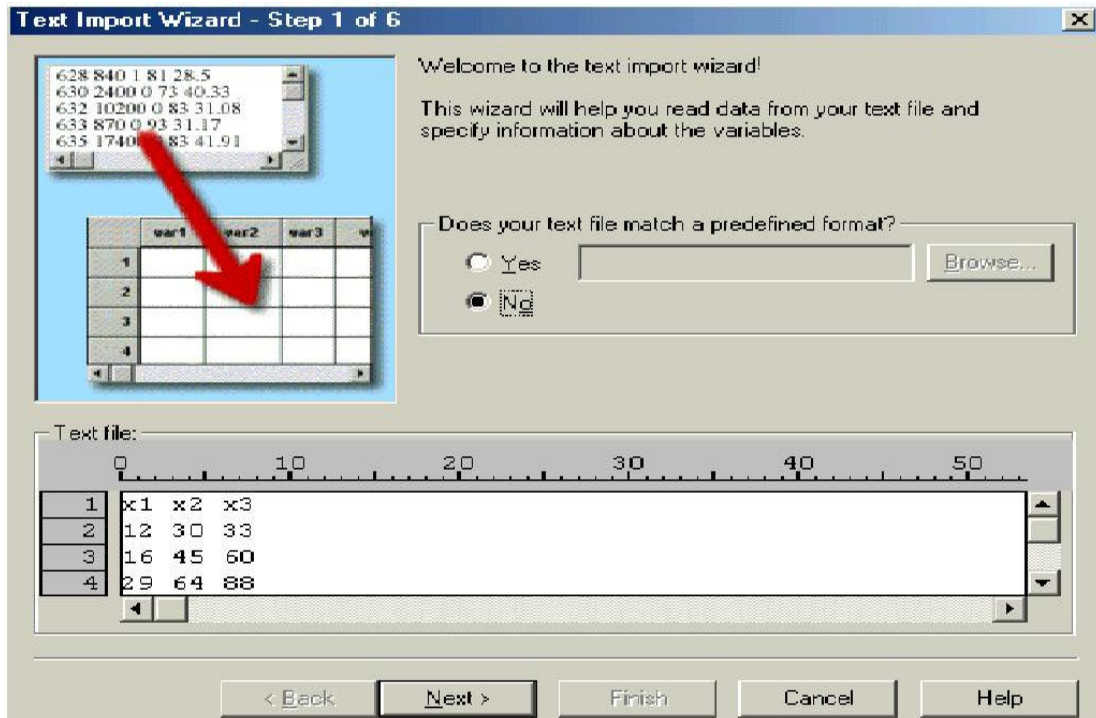 Text Import Wizard - Step 1 of 6
628 840 1 81 28.5
630 2400 0 73 40.33
632 10200 0 83 31.08
633 870 0 93 31.17
635 1740 83 41.91
var1 var2 var3
1
2
3
4
Welcome to the text import wizard!
This wizard will help you read data from your text file and
specify information about the variables.
Does your text file match a predefined format?
Yes
Browse...
No
Text file:
0 10 20 30 40 50
1 x1 x2 x3
2 12 30 33
3 16 45 60
4 29 64 88
< Back Next > Finish Cancel Help